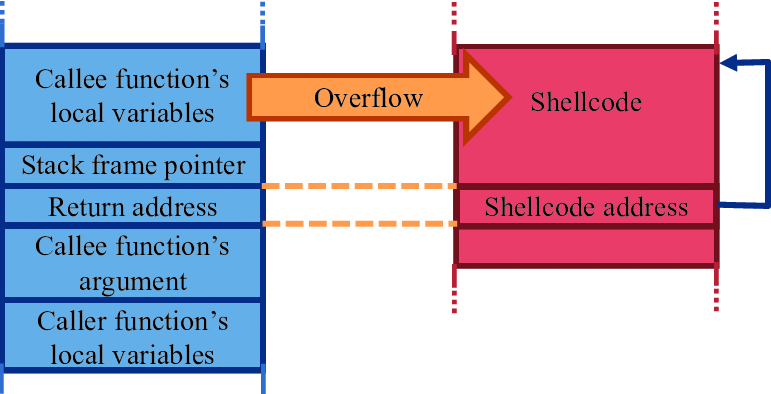 Callee function’s
local variables
Stack frame pointer
Return address
Callee function’s
argument
Caller function’s
local variables
Overflow
Shellcode
Shellcode address